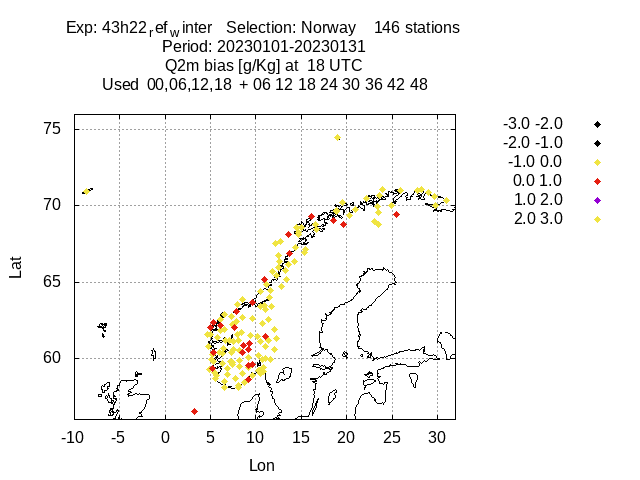 Exp: 43h22ref winter   Selection: Norway    146 stations
Period: 20230101-20230131
Q2m bias [g/Kg] at  18 UTC
Used  00,06,12,18  + 06 12 18 24 30 36 42 48
-3.0 -2.0
-2.0 -1.0
-1.0 0.0
0.0 1.0
1.0 2.0
2.0 3.0
75
70
65
60
Lat
-10 -5 0 5 10 15 20 25 30
Lon